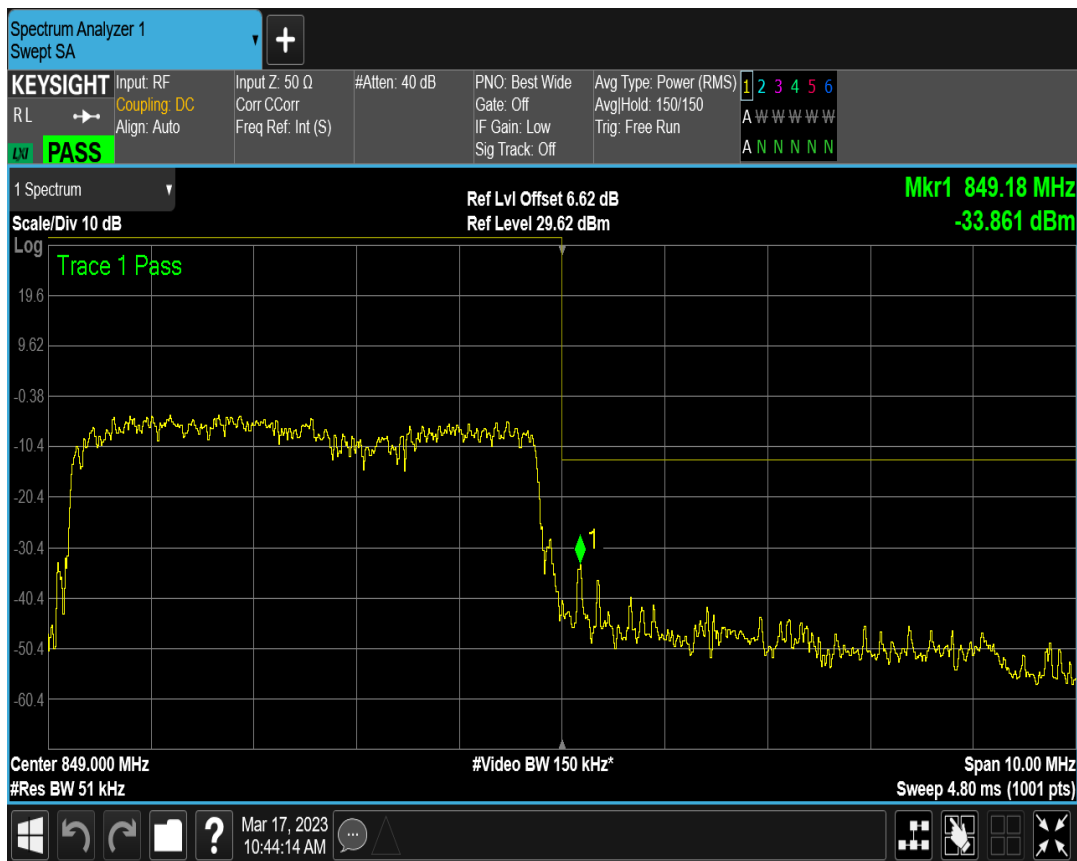 Spectrum Analyzer 1
Swept SA
+
KEYSIGHT
RL
LXI PASS
Input: RF
Coupling: DC
Align: Auto
Input Z: 50 Ω
Corr CCorr
Freq Ref: Int (S)
#Atten: 40 dB
PNO: Best Wide
Gate: Off
IF Gain: Low
Sig Track: Off
Avg Type: Power (RMS)
Avg|Hold: 150/150
Trig: Free Run
1 2 3 4 5 6
A W W W W W
A N N N N N
1 Spectrum
Scale/Div 10 dB
Ref Lvl Offset 6.62 dB
Ref Level 29.62 dBm
Mkr1 849.18 MHz
-33.861 dBm
Log
Trace 1 Pass
19.6
9.62
-0.38
-10.4
-20.4
-30.4
-40.4
-50.4
-60.4
1
Center 849.000 MHz
#Video BW 150 kHz*
Span 10.00 MHz
#Res BW 51 kHz
Sweep 4.80 ms (1001 pts)
?
Mar 17, 2023
10:44:14 AM